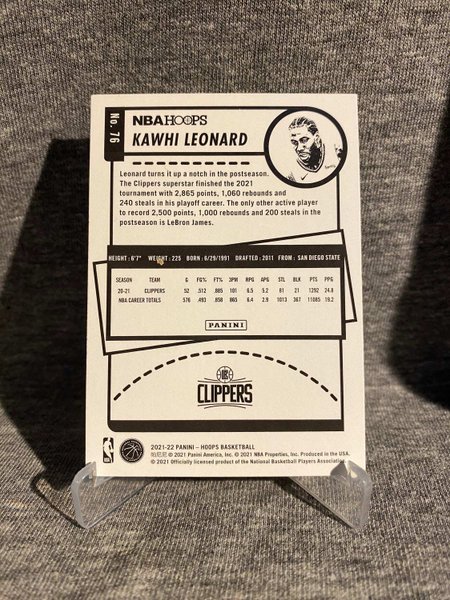 No. 76
NBA HOOPS
KAWHI LEONARD
Leonard turns it up a notch in the postseason.
The Clippers superstar finished the 2021
tournament with 2,865 points, 1,060 rebounds and
240 steals in his playoff career. The only other active player
to record 2,500 points, 1,000 rebounds and 200 steals in the
postseason is LeBron James.
HEIGHT: 6'7" WEIGHT: 225 BORN: 6/29/1991 DRAFTED: 2011 FROM: SAN DIEGO STATE
SEASON TEAM G FG% FT% 3PM RPG APG STL BLK PTS PPG
20-21 CLIPPERS 52 .512 .885 101 6.5 5.2 81 21 1292 24.8
NBA CAREER TOTALS 576 .493 .858 865 6.4 2.9 1013 367 11085 19.2
PANINI
CLIPPERS
2021-22 PANINI – HOOPS BASKETBALL
帕尼尼 © 2021 Panini America, Inc. © 2021 NBA Properties, Inc. Produced in the USA.
© 2021 Officially licensed product of the National Basketball Players Association